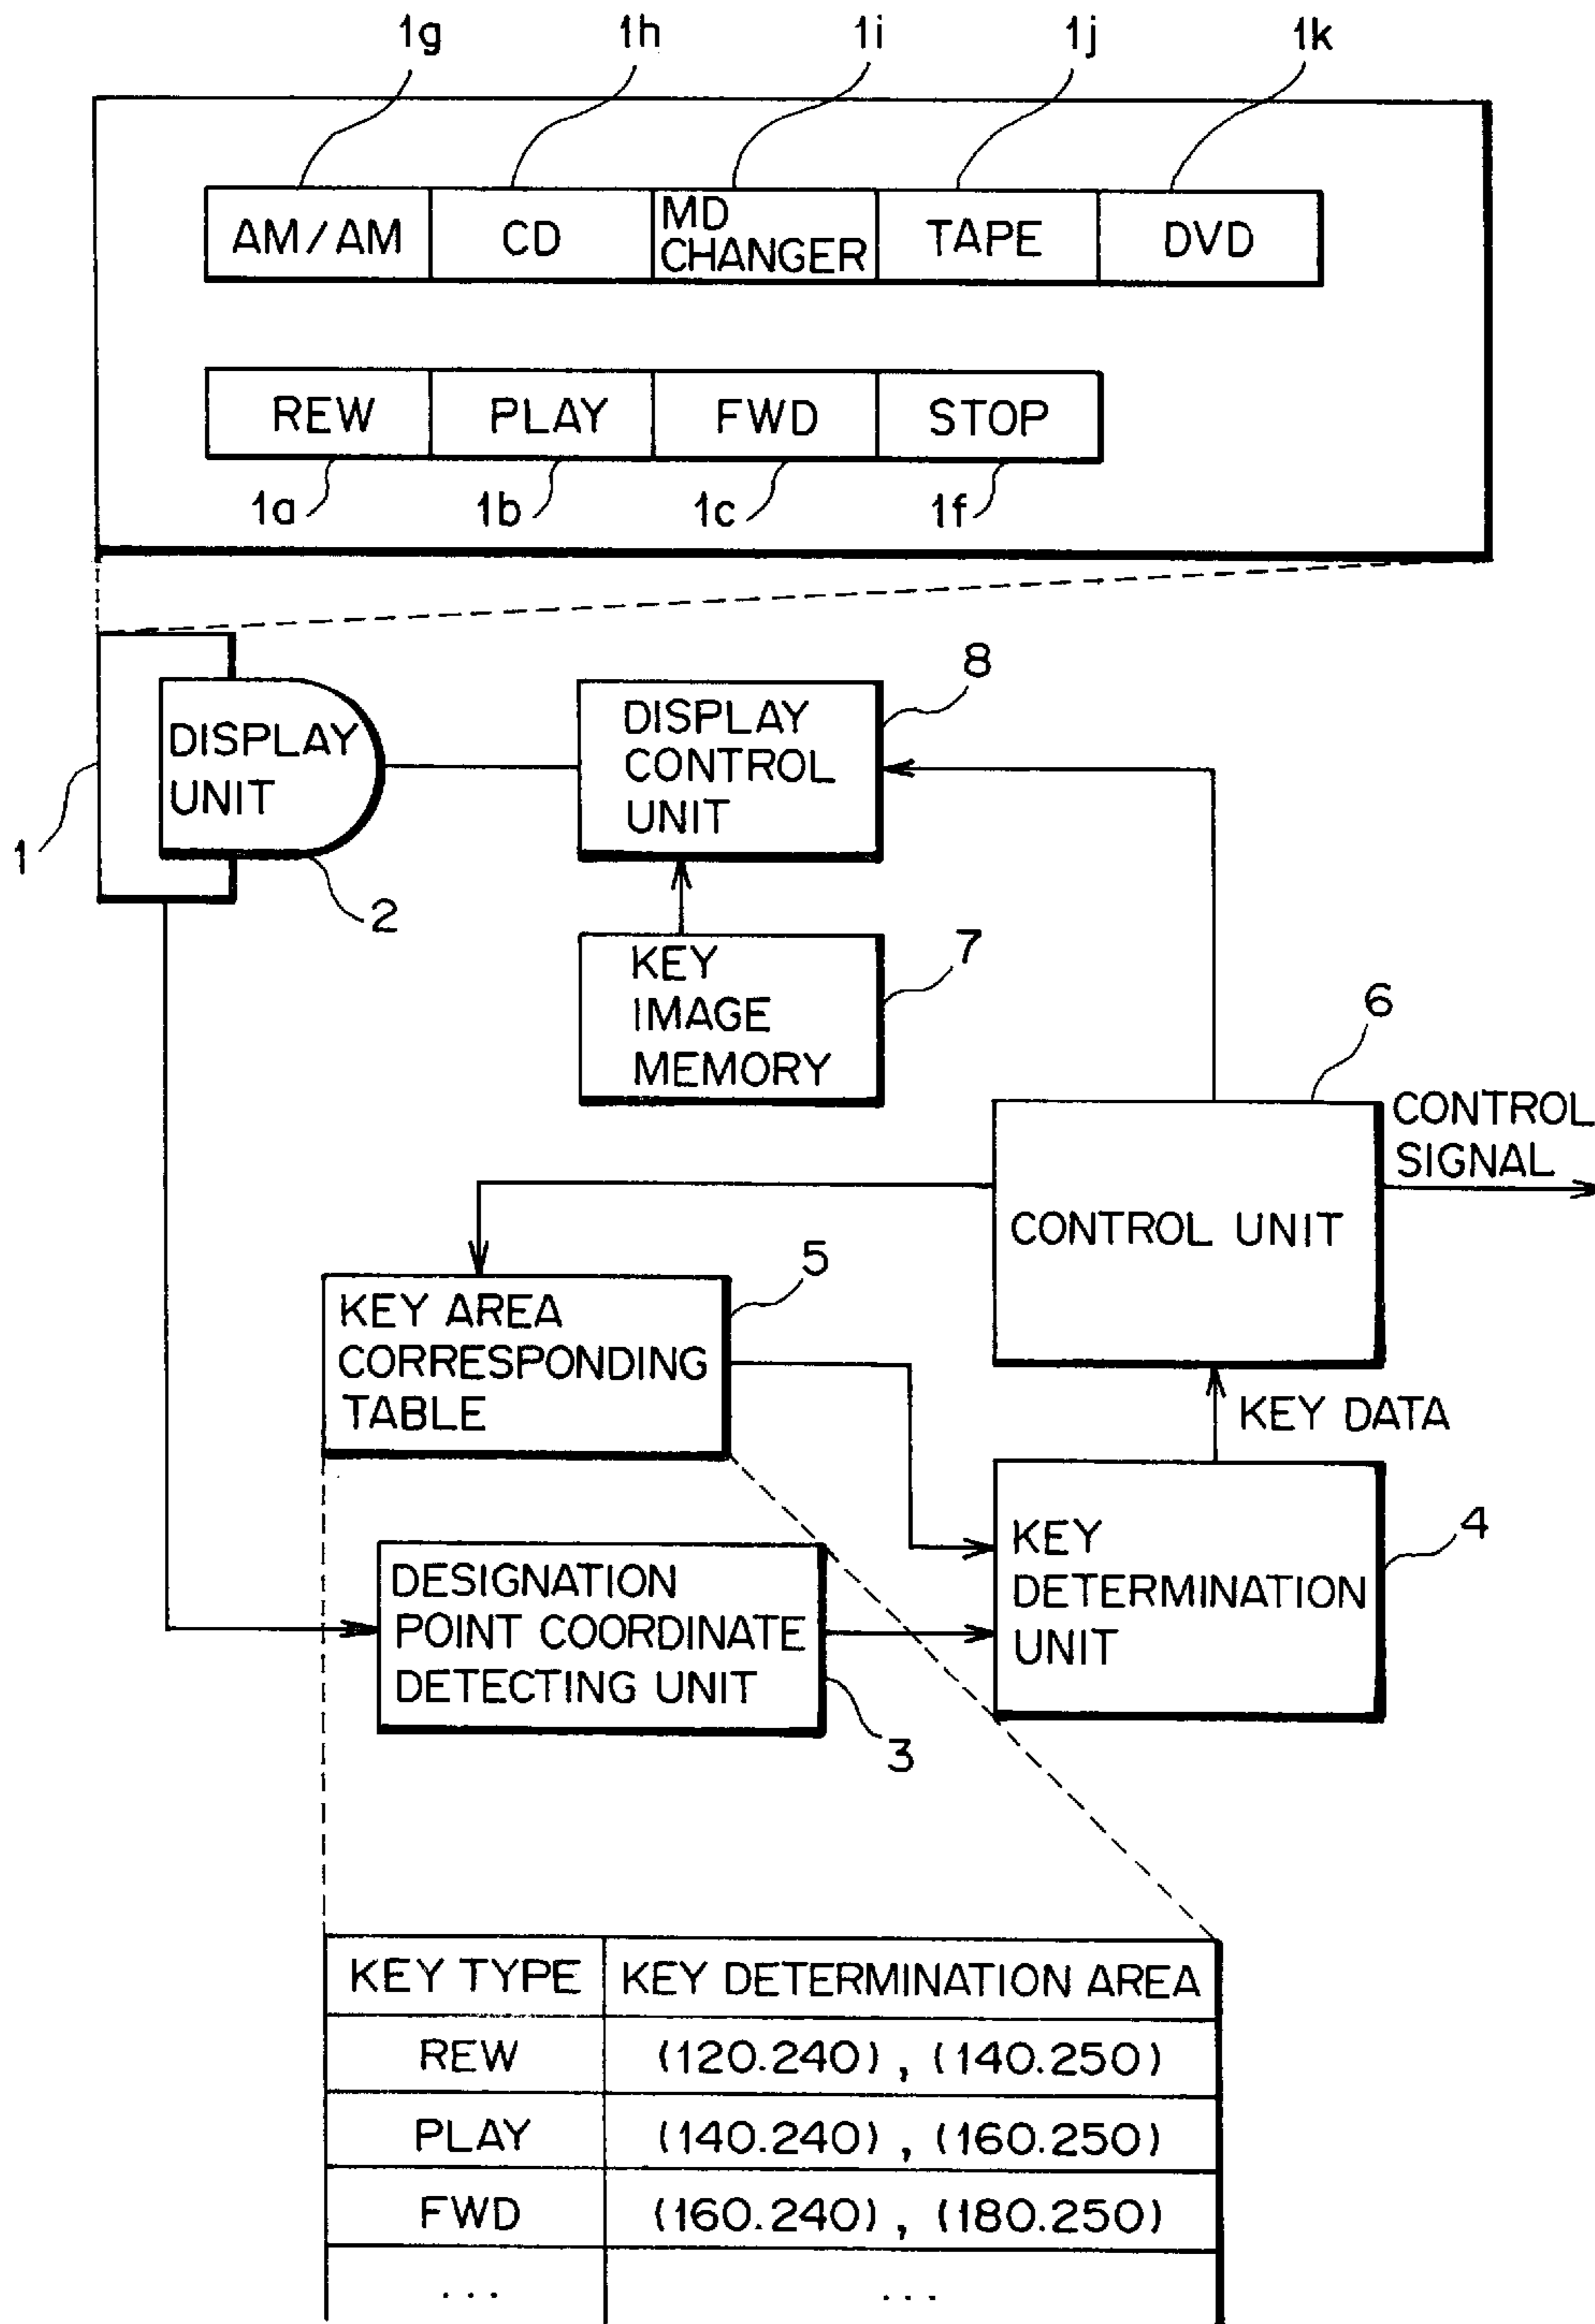 1g 1h 1i 1j 1k
AM/AM CD MD CHANGER TAPE DVD
REW PLAY FWD STOP
1a 1b 1c 1f
DISPLAY
UNIT
1
2
8
DISPLAY
CONTROL
UNIT
7
KEY
IMAGE
MEMORY
6
CONTROL
SIGNAL
CONTROL UNIT
5
KEY AREA
CORRESPONDING
TABLE
KEY DATA
4
KEY
DETERMINATION
UNIT
DESIGNATION
POINT COORDINATE
DETECTING UNIT
3
KEY TYPE KEY DETERMINATION AREA
REW (120.240), (140.250)
PLAY (140.240), (160.250)
FWD (160.240), (180.250)
... ...